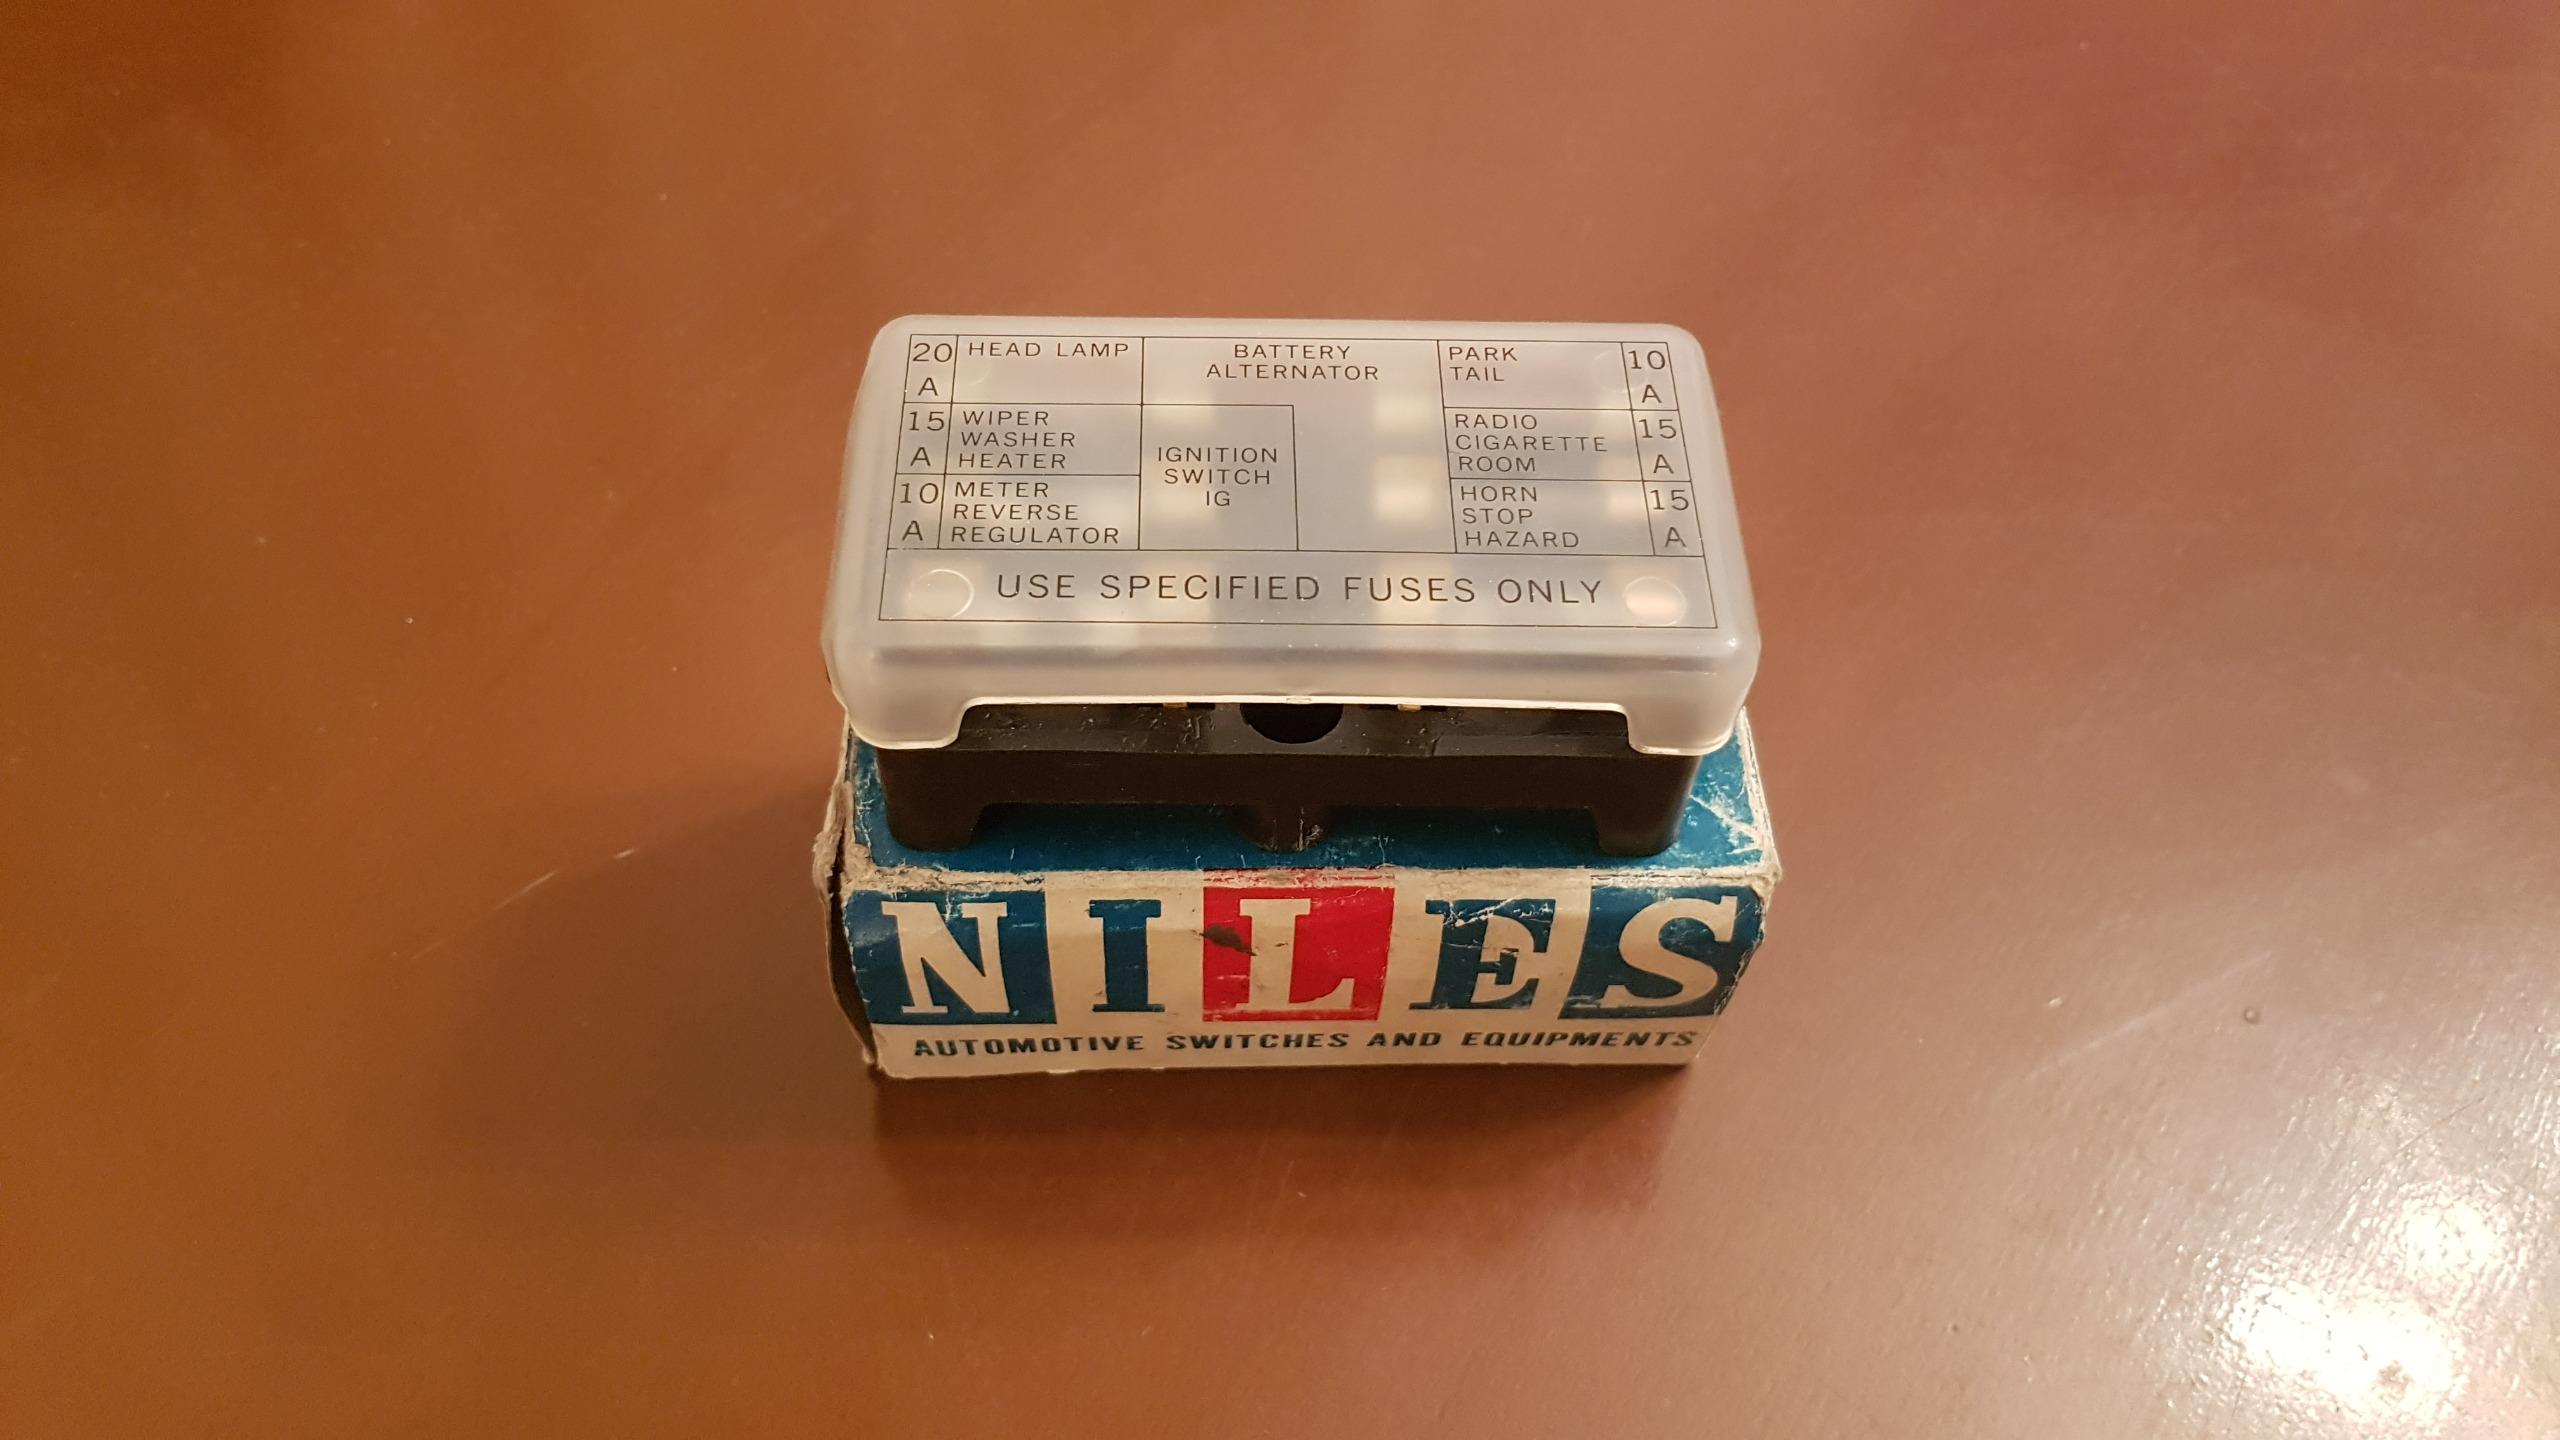 20 A HEAD LAMP
15 A WIPER
WASHER
HEATER
10 A METER
REVERSE
REGULATOR
BATTERY
ALTERNATOR
IGNITION
SWITCH
IG
PARK
TAIL
10 A
RADIO
CIGARETTE
ROOM
15 A
HORN
STOP
HAZARD
15 A
USE SPECIFIED FUSES ONLY
NILES
AUTOMOTIVE SWITCHES AND EQUIPMENTS